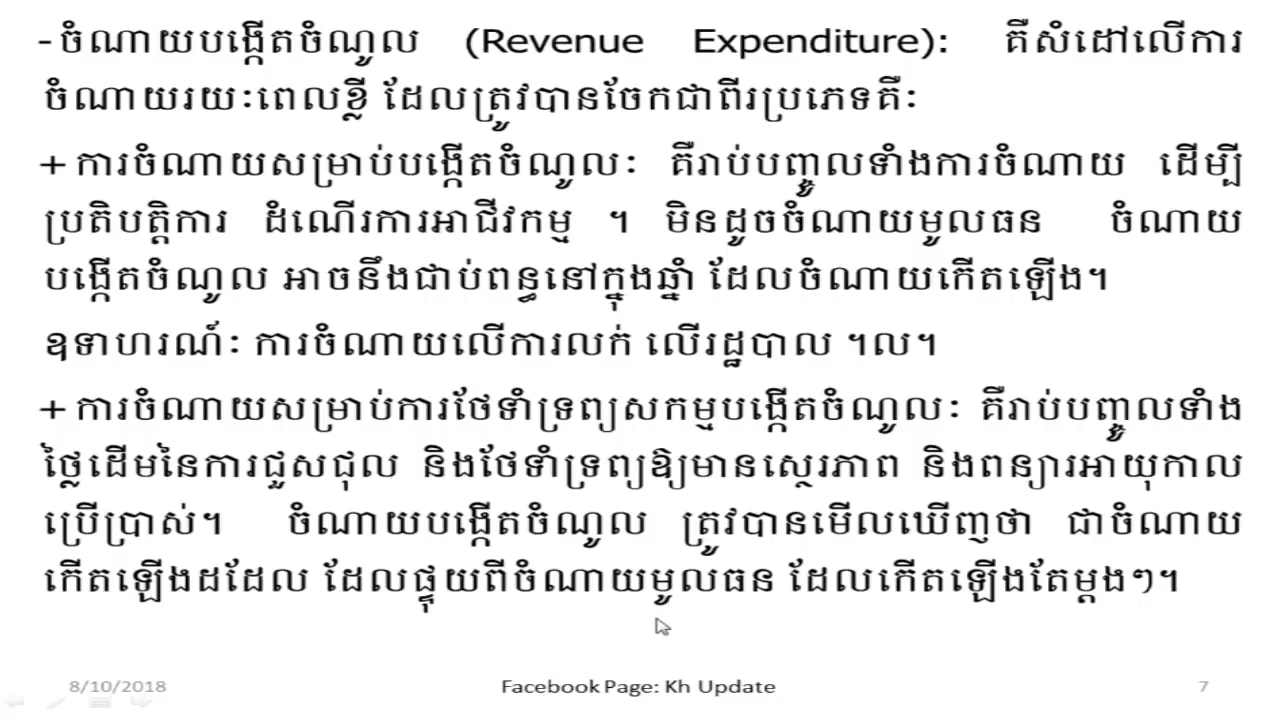 -ចំណាយបង្កើតចំណូល (Revenue Expenditure): គឺសំដៅលើការ
ចំណាយរយៈពេលខ្លី ដែលត្រូវបានចែកជាពីរប្រភេទគឺៈ
+ការចំណាយសម្រាប់បង្កើតចំណូលៈ គឺរាប់បញ្ចូលទាំងការចំណាយ ដើម្បី
ប្រតិបត្តិការ ដំណើរការអាជីវកម្ម ។ មិនដូចចំណាយមូលធន ចំណាយ
បង្កើតចំណូល អាចនឹងជាប់ពន្ធនៅក្នុងឆ្នាំ ដែលចំណាយកើតឡើង។
ឧទាហរណ៍ៈ ការចំណាយលើការលក់ លើរដ្ឋបាល ។ល។
+ការចំណាយសម្រាប់ការថែទាំទ្រព្យសកម្មបង្កើតចំណូលៈ គឺរាប់បញ្ចូលទាំង
ថ្លៃដើមនៃការជួសជុល និងថែទាំទ្រព្យឱ្យមានស្ថេរភាព និងពន្យារអាយុកាល
ប្រើប្រាស់។ ចំណាយបង្កើតចំណូល ត្រូវបានមើលឃើញថា ជាចំណាយ
កើតឡើងដដែល ដែលផ្ទុយពីចំណាយមូលធន ដែលកើតឡើងតែម្តងៗ។
8/10/2018 Facebook Page: Kh Update 7